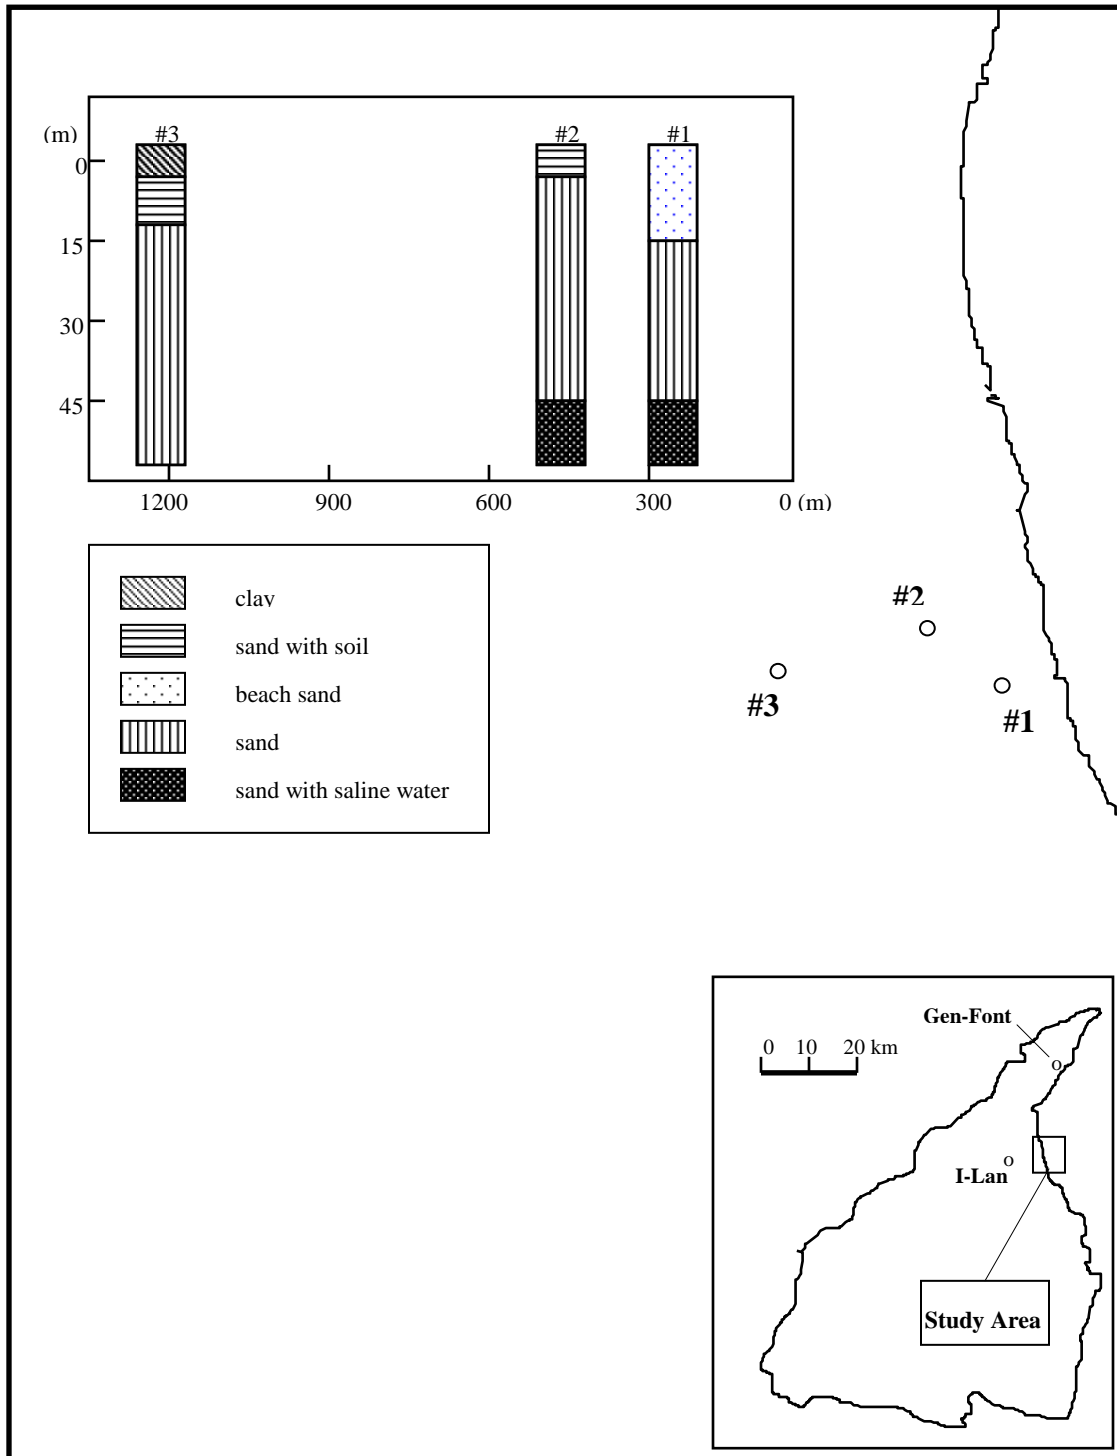 (m)
#3 #2 #1
0
15
30
45
1200 900 600 300 0 (m)
clay
sand with soil
beach sand
sand
sand with saline water
#2
#3
#1
Gen-Font
0 10 20 km
I-Lan
Study Area